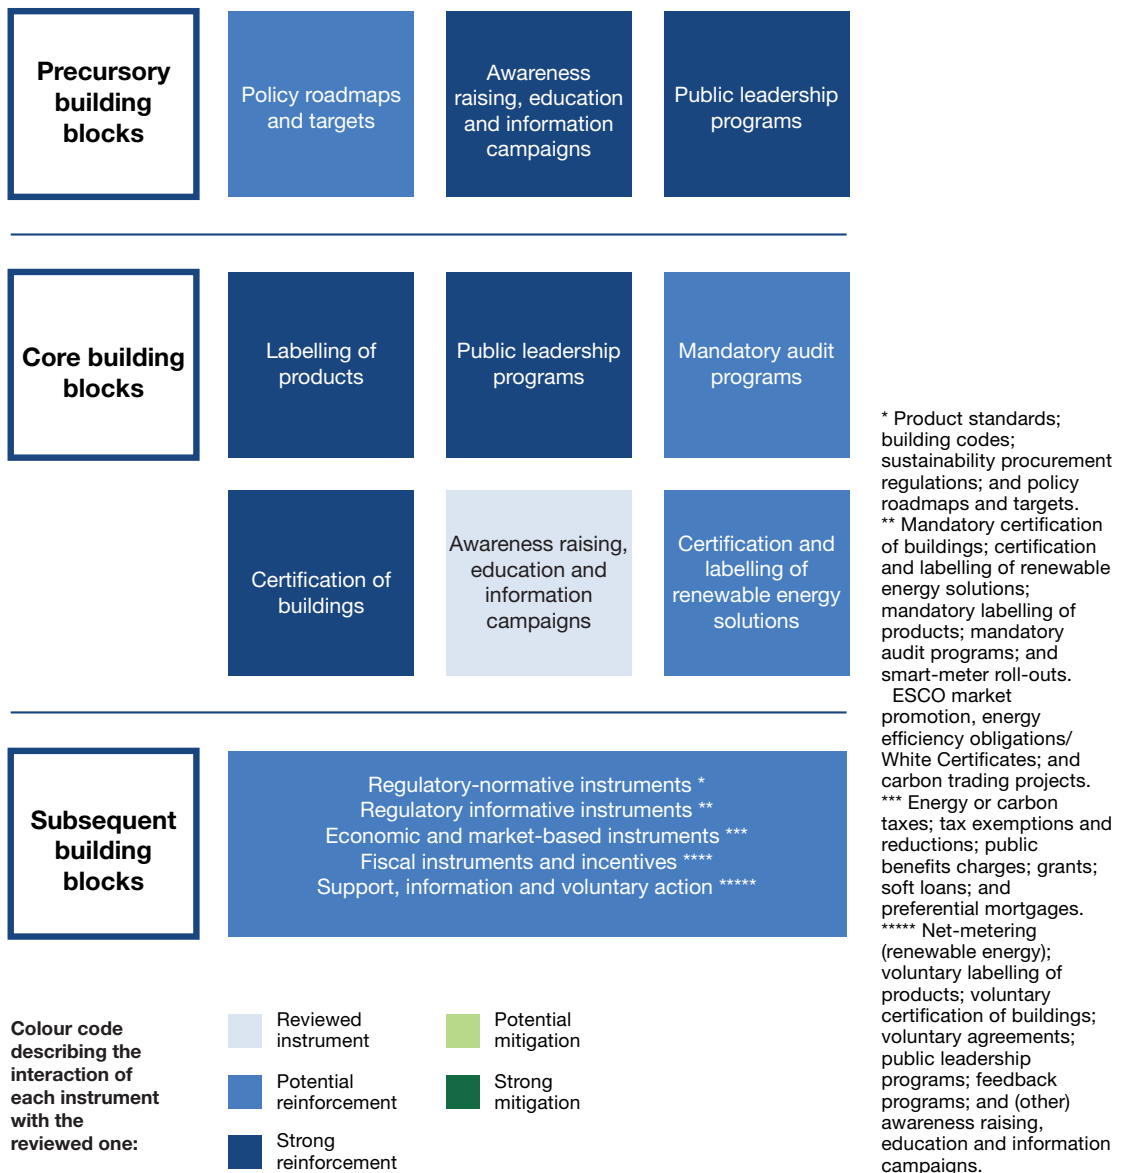 Precursory
building
blocks
Policy roadmaps
and targets
Awareness
raising, education
and information
campaigns
Public leadership
programs
Core building
blocks
Labelling of
products
Public leadership
programs
Mandatory audit
programs
Certification of
buildings
Awareness raising,
education and
information
campaigns
Certification and
labelling of
renewable energy
solutions
Subsequent
building
blocks
Regulatory-normative instruments *
Regulatory informative instruments **
Economic and market-based instruments ***
Fiscal instruments and incentives ****
Support, information and voluntary action *****
Colour code
describing the
interaction of
each instrument
with the
reviewed one:
Reviewed
instrument
Potential
reinforcement
Strong
reinforcement
Potential
mitigation
Strong
mitigation
* Product standards;
building codes;
sustainability procurement
regulations; and policy
roadmaps and targets.
** Mandatory certification
of buildings; certification
and labelling of renewable
energy solutions;
mandatory labelling of
products; mandatory
audit programs; and
smart-meter roll-outs.
ESCO market
promotion, energy
efficiency obligations/
White Certificates; and
carbon trading projects.
*** Energy or carbon
taxes; tax exemptions and
reductions; public
benefits charges; grants;
soft loans; and
preferential mortgages.
***** Net-metering
(renewable energy);
voluntary labelling of
products; voluntary
certification of buildings;
voluntary agreements;
public leadership
programs; feedback
programs; and (other)
awareness raising,
education and information
campaigns.